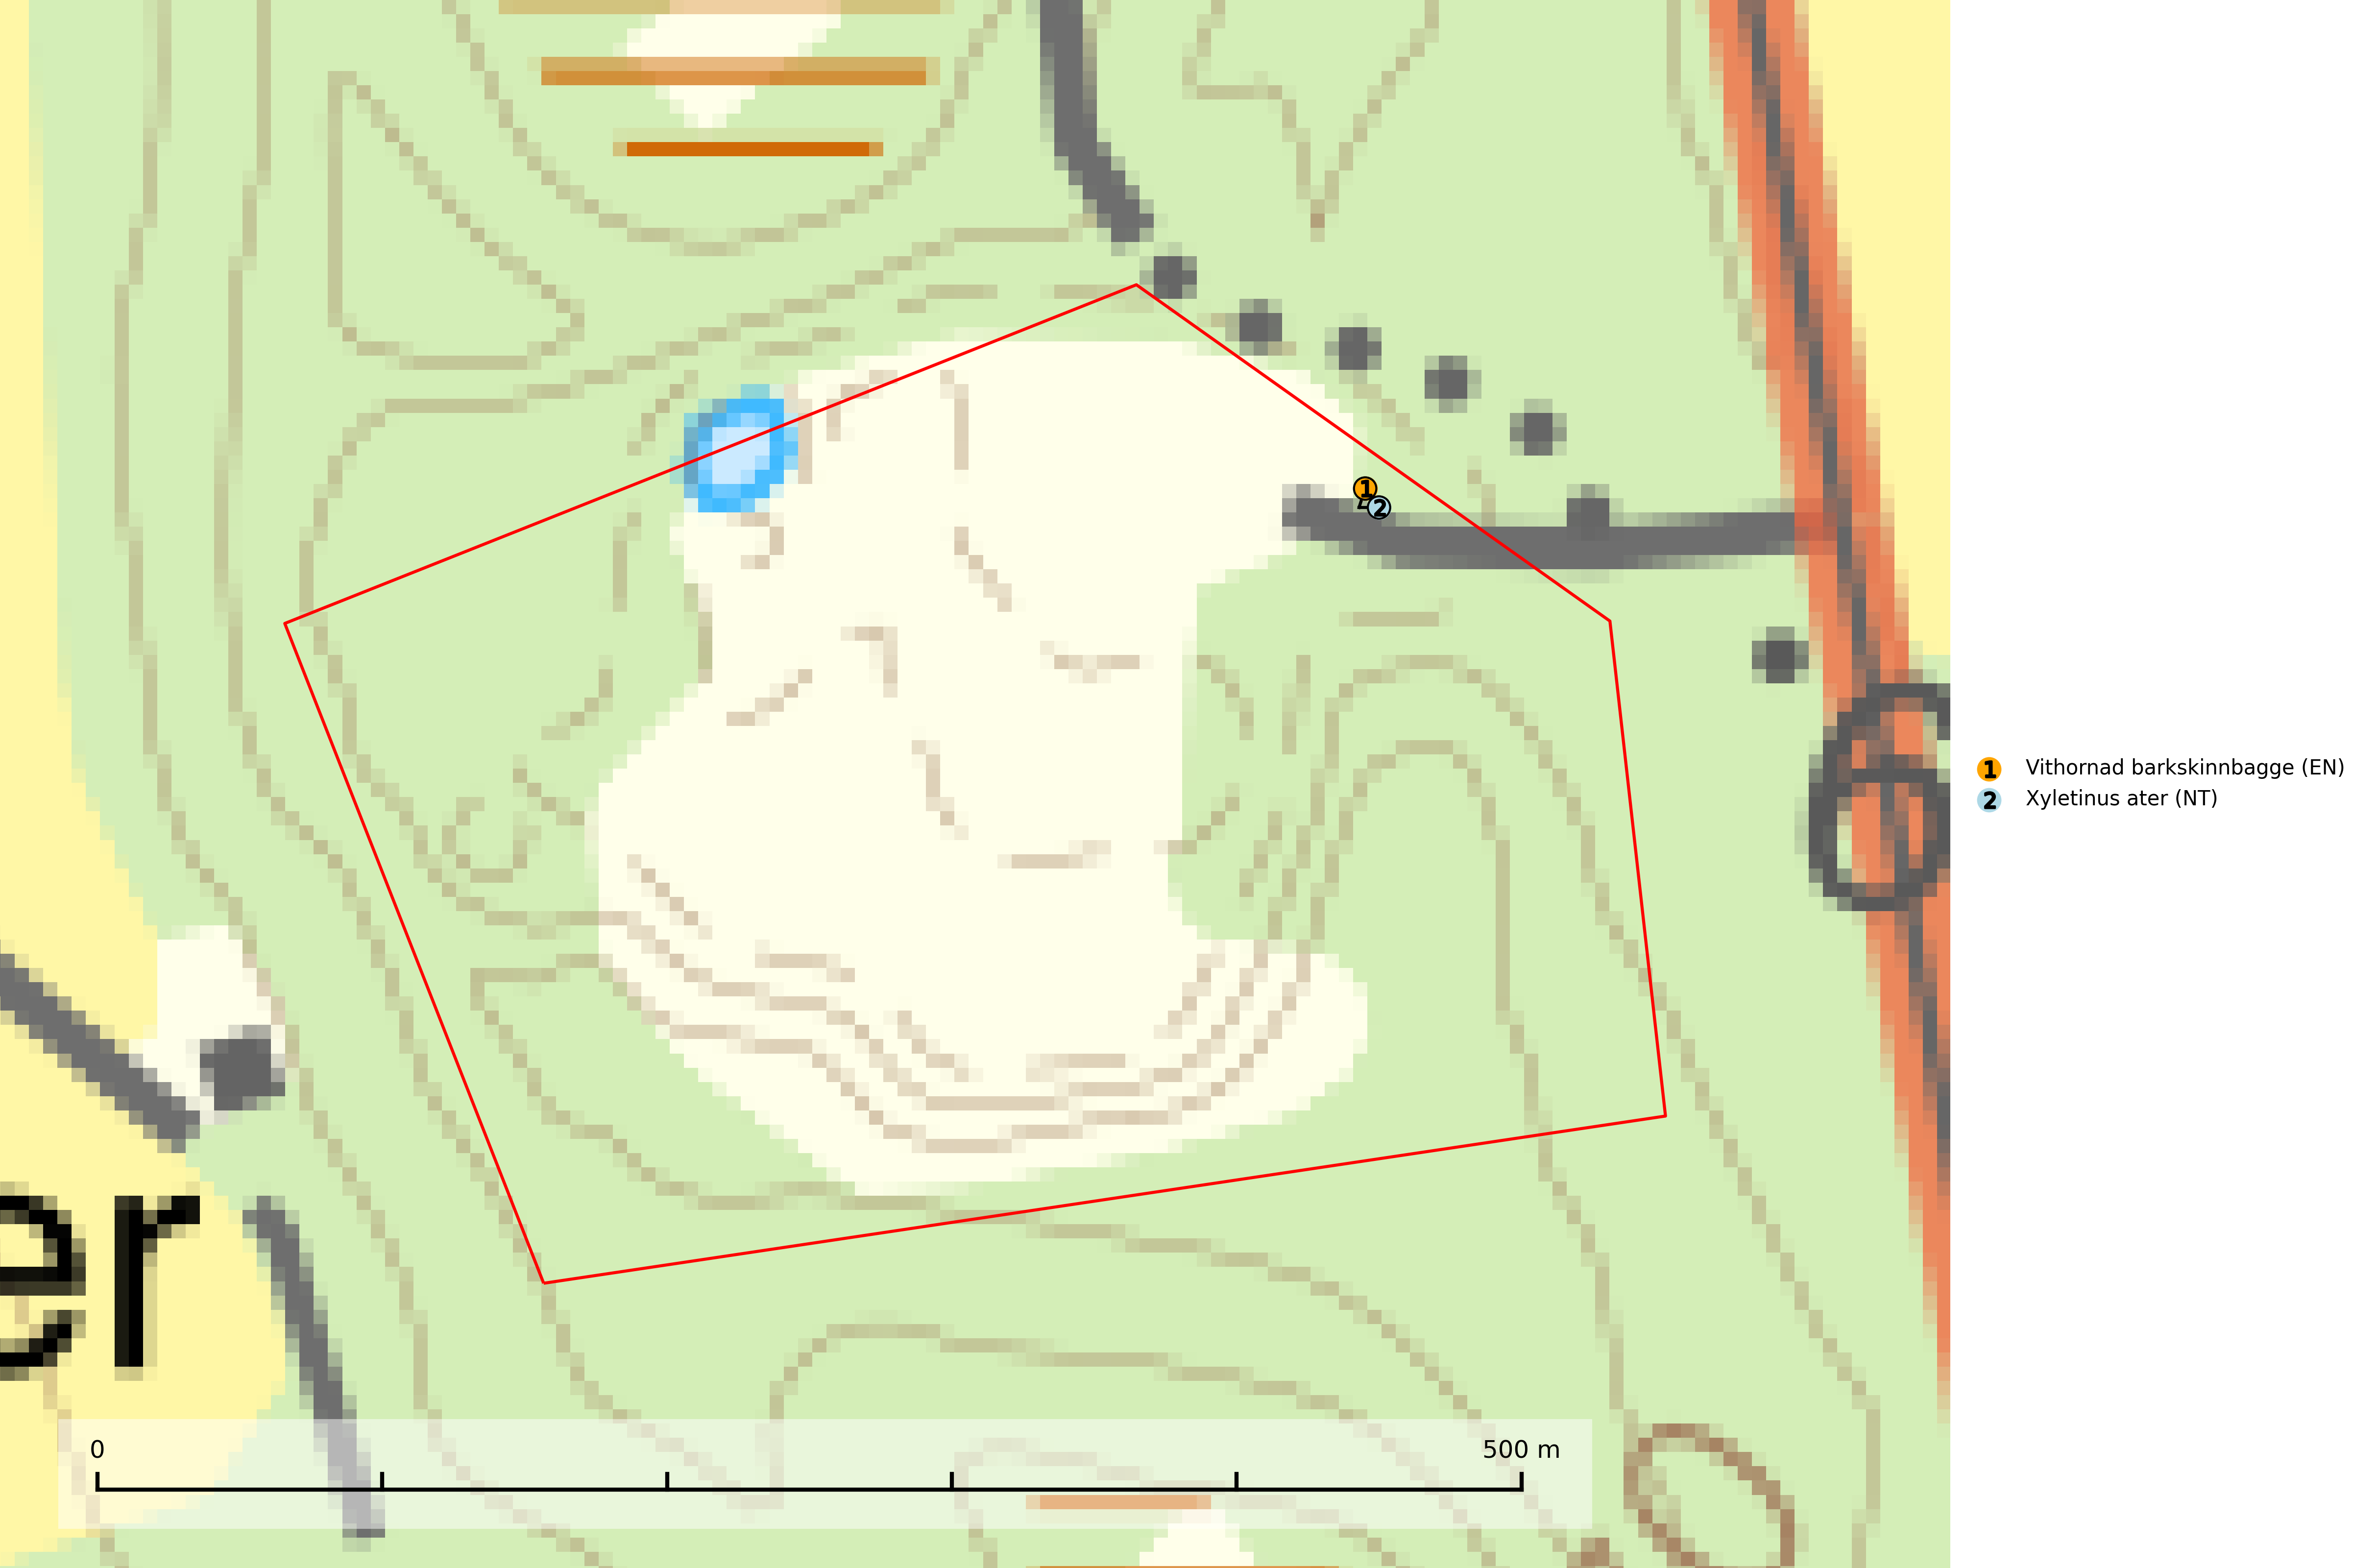 1
2
1 Vithornad barkskinnbagge (EN)
2 Xyletinus ater (NT)
er
0 500 m